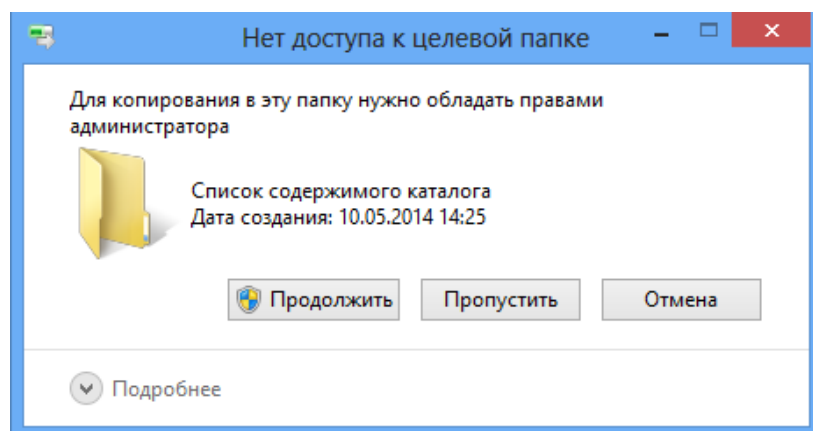 Нет доступа к целевой папке
Для копирования в эту папку нужно обладать правами
администратора
Список содержимого каталога
Дата создания: 10.05.2014 14:25
Продолжить Пропустить Отмена
Подробнее